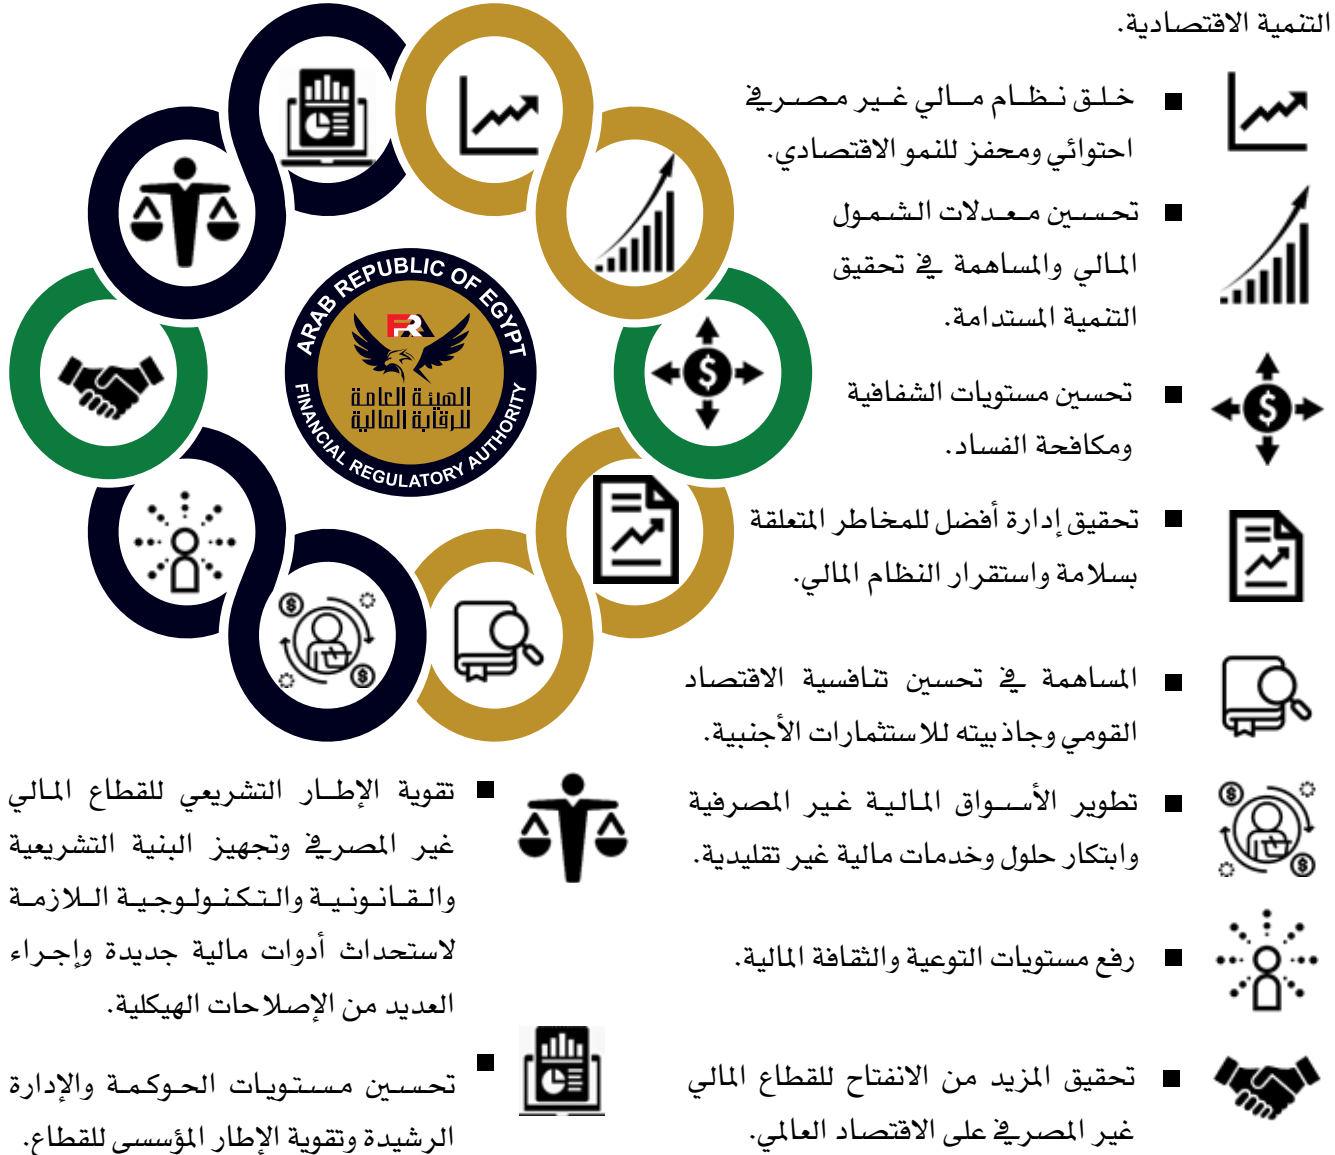 التنمية الاقتصادية.
خلق نظام مالي غير مصرفي
احتوائي ومحفز للنمو الاقتصادي.
تحسين معدلات الشمول
المالي والمساهمة في تحقيق
التنمية المستدامة.
تحسين مستويات الشفافية
ومكافحة الفساد.
تحقيق إدارة أفضل للمخاطر المتعلقة
بسلامة واستقرار النظام المالي.
المساهمة في تحسين تنافسية الاقتصاد
القومي وجاذبيته للاستثمارات الأجنبية.
تطوير الأسواق المالية غير المصرفية
وابتكار حلول وخدمات مالية غير تقليدية.
رفع مستويات التوعية والثقافة المالية.
تحقيق المزيد من الانفتاح للقطاع المالي
غير المصرفي على الاقتصاد العالمي.
تقوية الإطار التشريعي للقطاع المالي
غير المصرفي وتجهيز البنية التشريعية
والقانونية والتكنولوجية اللازمة
لاستحداث أدوات مالية جديدة وإجراء
العديد من الإصلاحات الهيكلية.
تحسين مستويات الحوكمة والإدارة
الرشيدة وتقوية الإطار المؤسسي للقطاع.
ARAB REPUBLIC OF EGYPT
FRA
الهيئة العامة
للرقابة المالية
FINANCIAL REGULATORY AUTHORITY